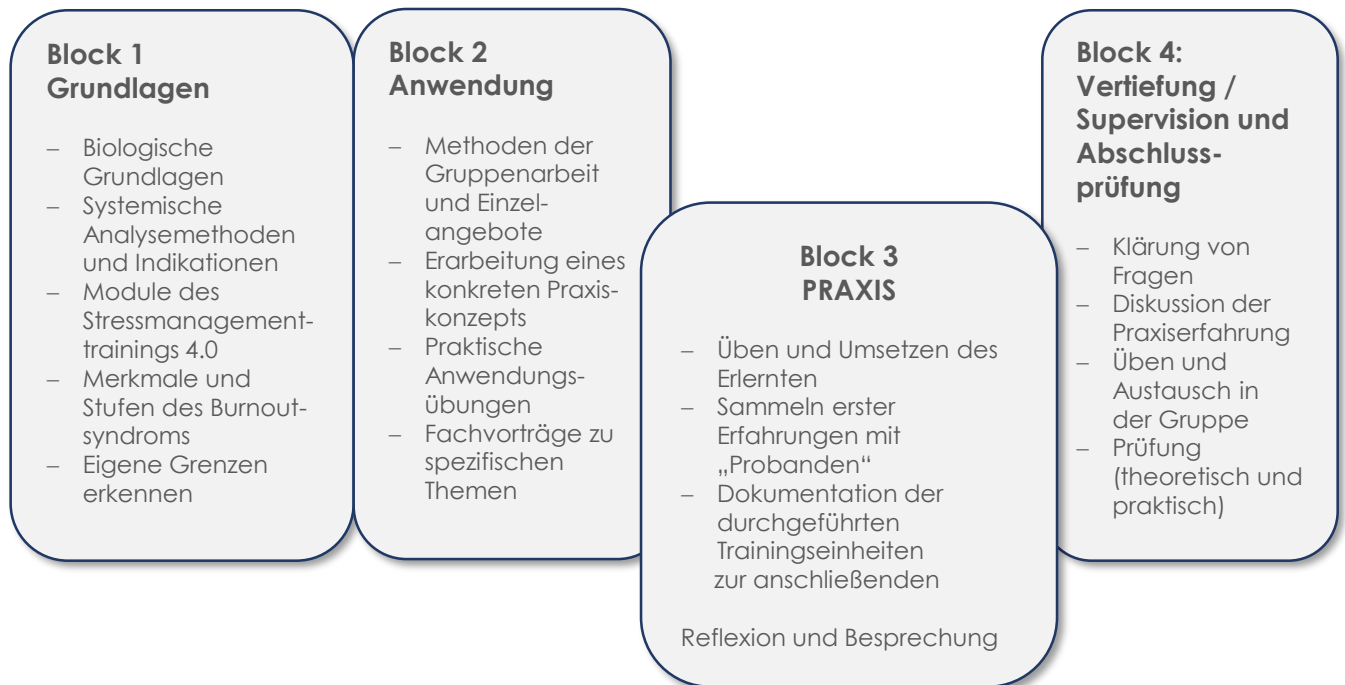 Block 1
Grundlagen
– Biologische
Grundlagen
– Systemische
Analysemethoden
und Indikationen
– Module des
Stressmanagement-
trainings 4.0
– Merkmale und
Stufen des Burnout-
syndroms
– Eigene Grenzen
erkennen
Block 2
Anwendung
– Methoden der
Gruppenarbeit
und Einzel-
angebote
– Erarbeitung eines
konkreten Praxis-
konzepts
– Praktische
Anwendungs-
übungen
– Fachvorträge zu
spezifischen
Themen
Block 3
PRAXIS
– Üben und Umsetzen des
Erlernten
– Sammeln erster
Erfahrungen mit
„Probanden“
– Dokumentation der
durchgeführten
Trainingseinheiten
zur anschließenden
Reflexion und Besprechung
Block 4:
Vertiefung /
Supervision und
Abschluss-
prüfung
– Klärung von
Fragen
– Diskussion der
Praxiserfahrung
– Üben und
Austausch in
der Gruppe
– Prüfung
(theoretisch und
praktisch)